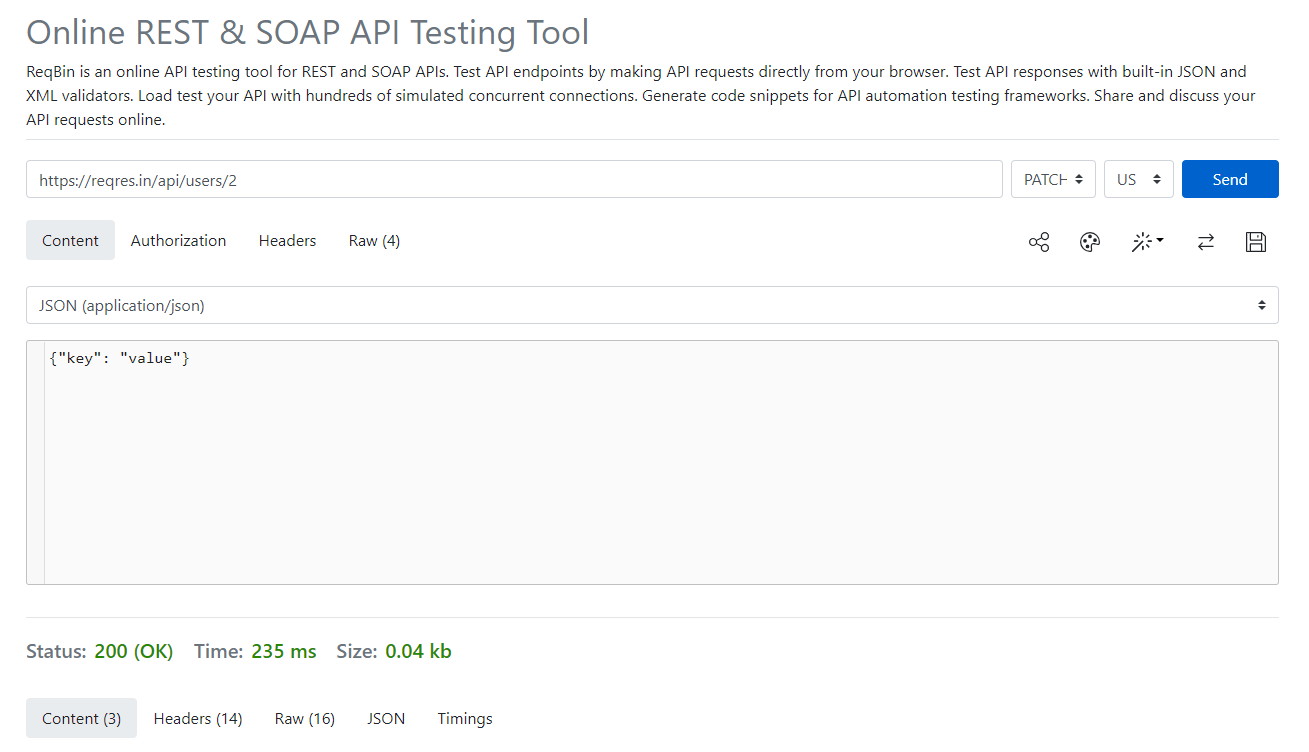 Online REST & SOAP API Testing Tool
ReqBin is an online API testing tool for REST and SOAP APIs. Test API endpoints by making API requests directly from your browser. Test API responses with built-in JSON and
XML validators. Load test your API with hundreds of simulated concurrent connections. Generate code snippets for API automation testing frameworks. Share and discuss your
API requests online.
https://reqres.in/api/users/2 PATCH US Send
Content Authorization Headers Raw (4)
JSON (application/json)
{"key": "value"}
Status: 200 (OK) Time: 235 ms Size: 0.04 kb
Content (3) Headers (14) Raw (16) JSON Timings